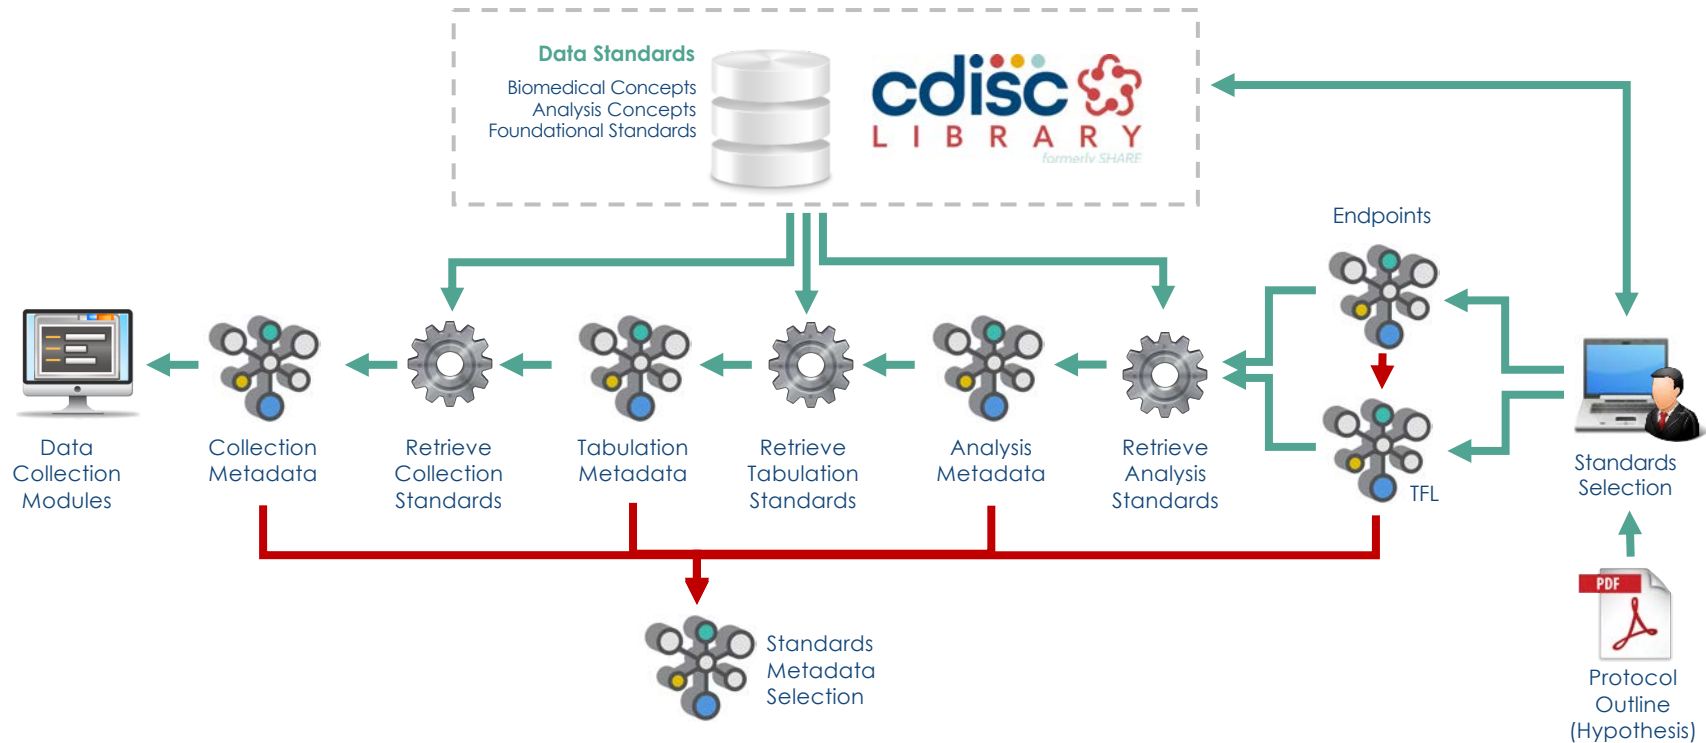 Data Standards
Biomedical Concepts
Analysis Concepts
Foundational Standards
cdisc
LIBRARY
formerly SHARE
Endpoints
TFL
Data
Collection
Modules
Collection
Metadata
Retrieve
Collection
Standards
Tabulation
Metadata
Retrieve
Tabulation
Standards
Analysis
Metadata
Retrieve
Analysis
Standards
Standards
Selection
Standards
Metadata
Selection
PDF
Protocol
Outline
(Hypothesis)